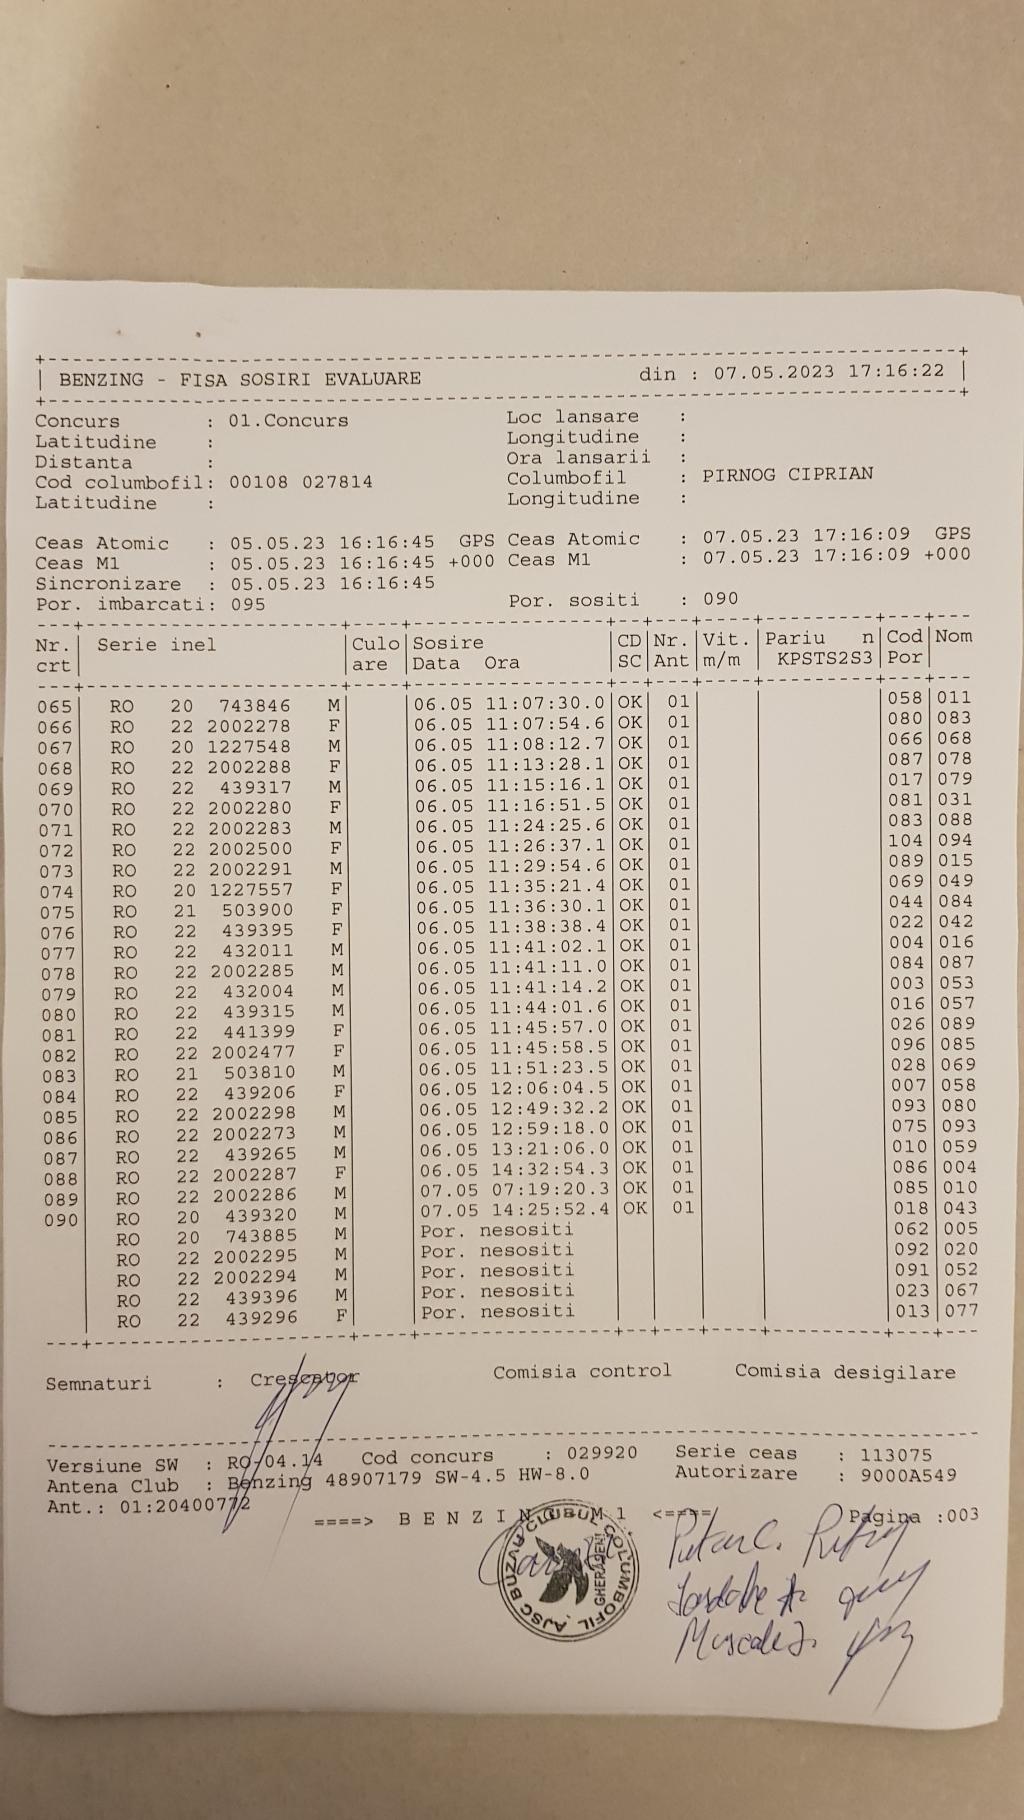 BENZING - FISA SOSIRI EVALUARE din : 07.05.2023 17:16:22
Concurs : 01.Concurs Loc lansare :
Latitudine : Longitudine :
Distanta : Ora lansarii :
Cod columbofil: 00108 027814 Columbofil : PIRNOG CIPRIAN
Latitudine : Longitudine :
Ceas Atomic : 05.05.23 16:16:45 GPS Ceas Atomic : 07.05.23 17:16:09 GPS
Ceas M1 : 05.05.23 16:16:45 +000 Ceas M1 : 07.05.23 17:16:09 +000
Sincronizare : 05.05.23 16:16:45
Por. imbarcati: 095 Por. sositi : 090
Nr. Serie inel Culo Sosire CD Nr. Vit. Pariu n Cod Nom
crt are Data Ora SC Ant m/m KPSTS2S3 Por
065 RO 20 743846 M 06.05 11:07:30.0 OK 01 058 011
066 RO 22 2002278 F 06.05 11:07:54.6 OK 01 080 083
067 RO 20 1227548 M 06.05 11:08:12.7 OK 01 066 068
068 RO 22 2002288 F 06.05 11:13:28.1 OK 01 087 078
069 RO 22 439317 M 06.05 11:15:16.1 OK 01 017 079
070 RO 22 2002280 F 06.05 11:16:51.5 OK 01 081 031
071 RO 22 2002283 M 06.05 11:24:25.6 OK 01 083 088
072 RO 22 2002500 F 06.05 11:26:37.1 OK 01 104 094
073 RO 22 2002291 M 06.05 11:29:54.6 OK 01 089 015
074 RO 20 1227557 F 06.05 11:35:21.4 OK 01 069 049
075 RO 21 503900 F 06.05 11:36:30.1 OK 01 044 084
076 RO 22 439395 F 06.05 11:38:38.4 OK 01 022 042
077 RO 22 432011 M 06.05 11:41:02.1 OK 01 004 016
078 RO 22 2002285 M 06.05 11:41:11.0 OK 01 084 087
079 RO 22 432004 M 06.05 11:41:14.2 OK 01 003 053
080 RO 22 439315 M 06.05 11:44:01.6 OK 01 016 057
081 RO 22 441399 F 06.05 11:45:57.0 OK 01 026 089
082 RO 22 2002477 F 06.05 11:45:58.5 OK 01 096 085
083 RO 21 503810 M 06.05 11:51:23.5 OK 01 028 069
084 RO 22 439206 F 06.05 12:06:04.5 OK 01 007 058
085 RO 22 2002298 M 06.05 12:49:32.2 OK 01 093 080
086 RO 22 2002273 M 06.05 12:59:18.0 OK 01 075 093
087 RO 22 439265 M 06.05 13:21:06.0 OK 01 010 059
088 RO 22 2002287 F 06.05 14:32:54.3 OK 01 086 004
089 RO 22 2002286 M 07.05 07:19:20.3 OK 01 085 010
090 RO 20 439320 M 07.05 14:25:52.4 OK 01 018 043
RO 20 743885 M Por. nesositi 062 005
RO 22 2002295 M Por. nesositi 092 020
RO 22 2002294 M Por. nesositi 091 052
RO 22 439396 M Por. nesositi 023 067
RO 22 439296 F Por. nesositi 013 077
Semnaturi : Crescator Comisia control Comisia desigilare
Versiune SW : RO-04.14 Cod concurs : 029920 Serie ceas : 113075
Antena Club : Benzing 48907179 SW-4.5 HW-8.0 Autorizare : 9000A549
Ant.: 01:20400772
====> B E N Z I N G M 1 <==== Pagina :003
AJSC BUZAU CLUBUL COLUMBOFIL
GHERASENI